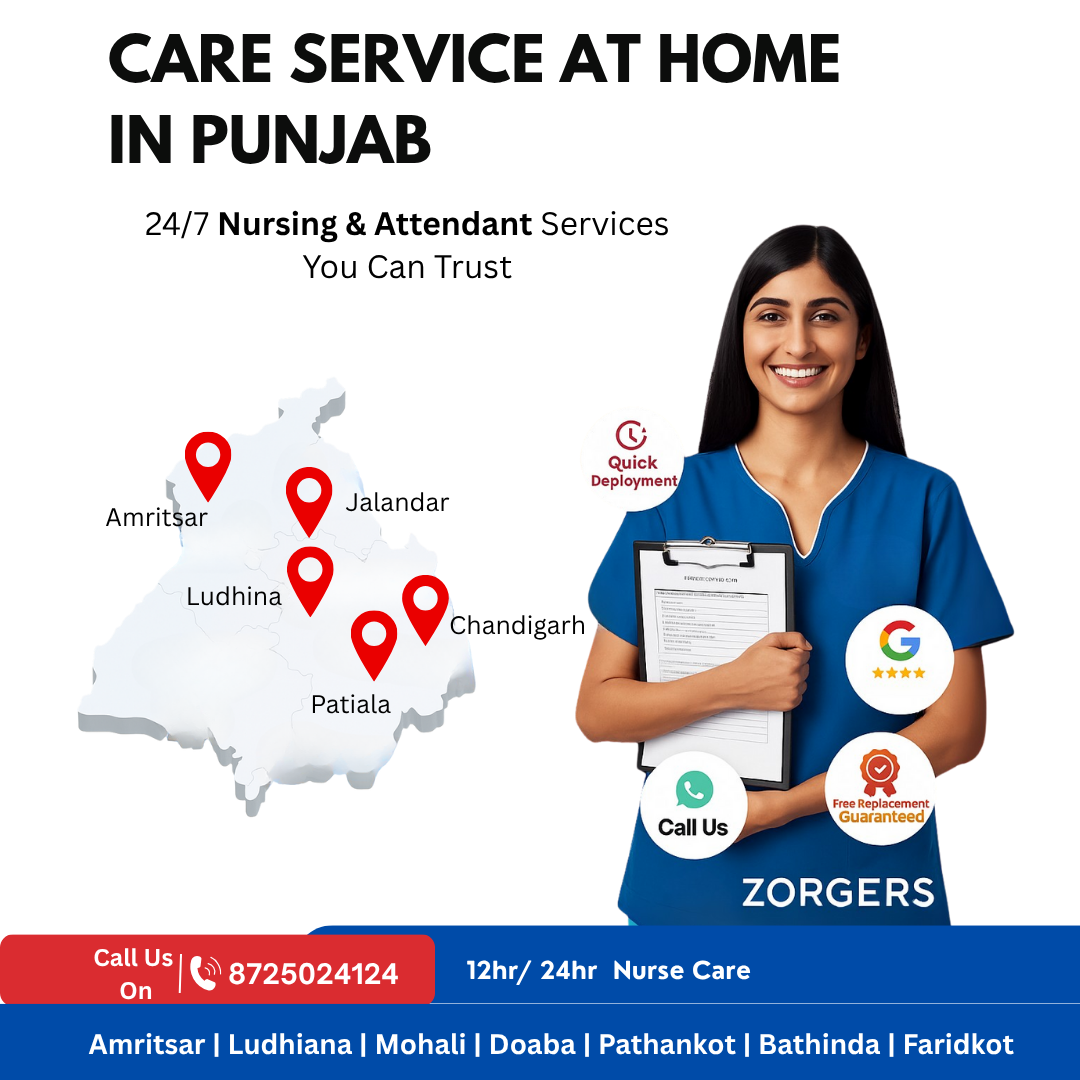 CARE SERVICE AT HOME
IN PUNJAB
24/7 Nursing & Attendant Services
You Can Trust
Quick
Deployment
Amritsar
Jalandar
Ludhina
Chandigarh
Patiala
Call Us
Free Replacement
Guaranteed
ZORGERS
Call Us
On
8725024124
12hr/ 24hr Nurse Care
Amritsar | Ludhiana | Mohali | Doaba | Pathankot | Bathinda | Faridkot